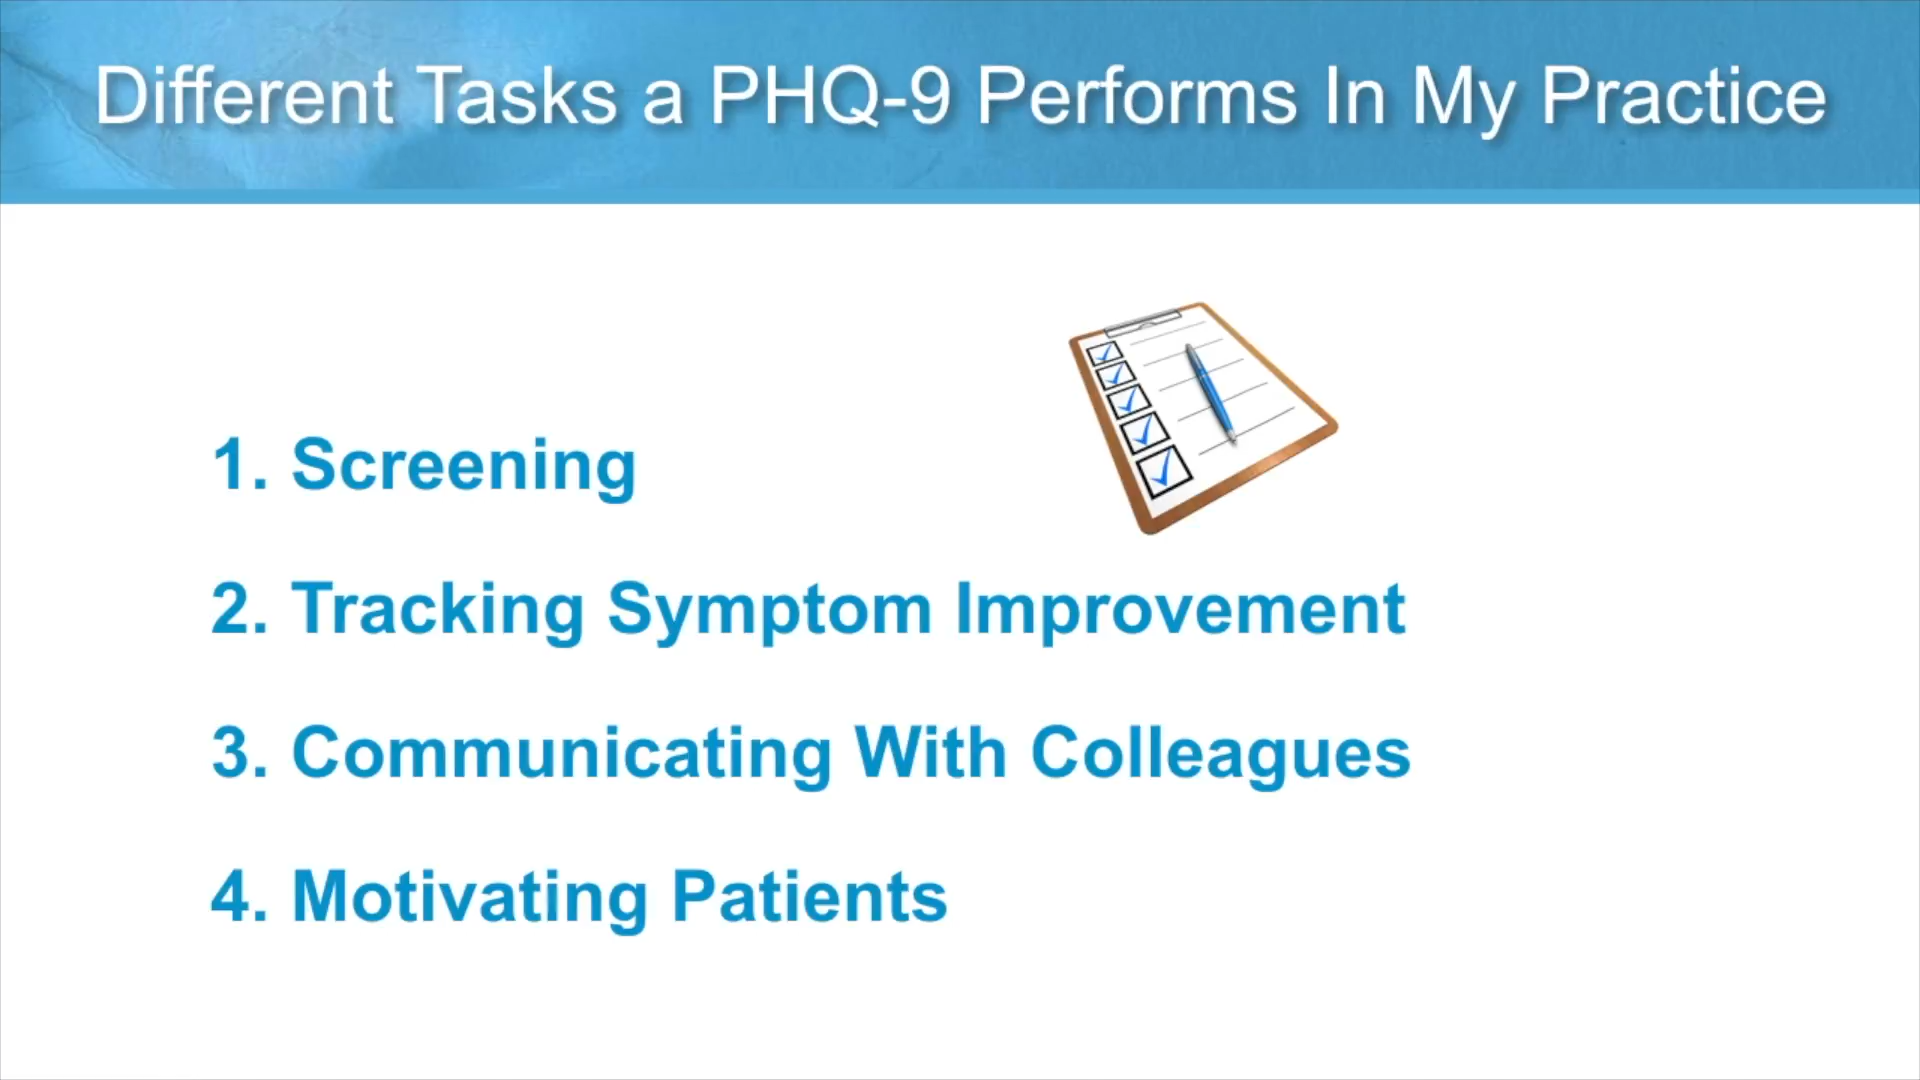 Different Tasks a PHQ-9 Performs In My Practice
1. Screening
2. Tracking Symptom Improvement
3. Communicating With Colleagues
4. Motivating Patients